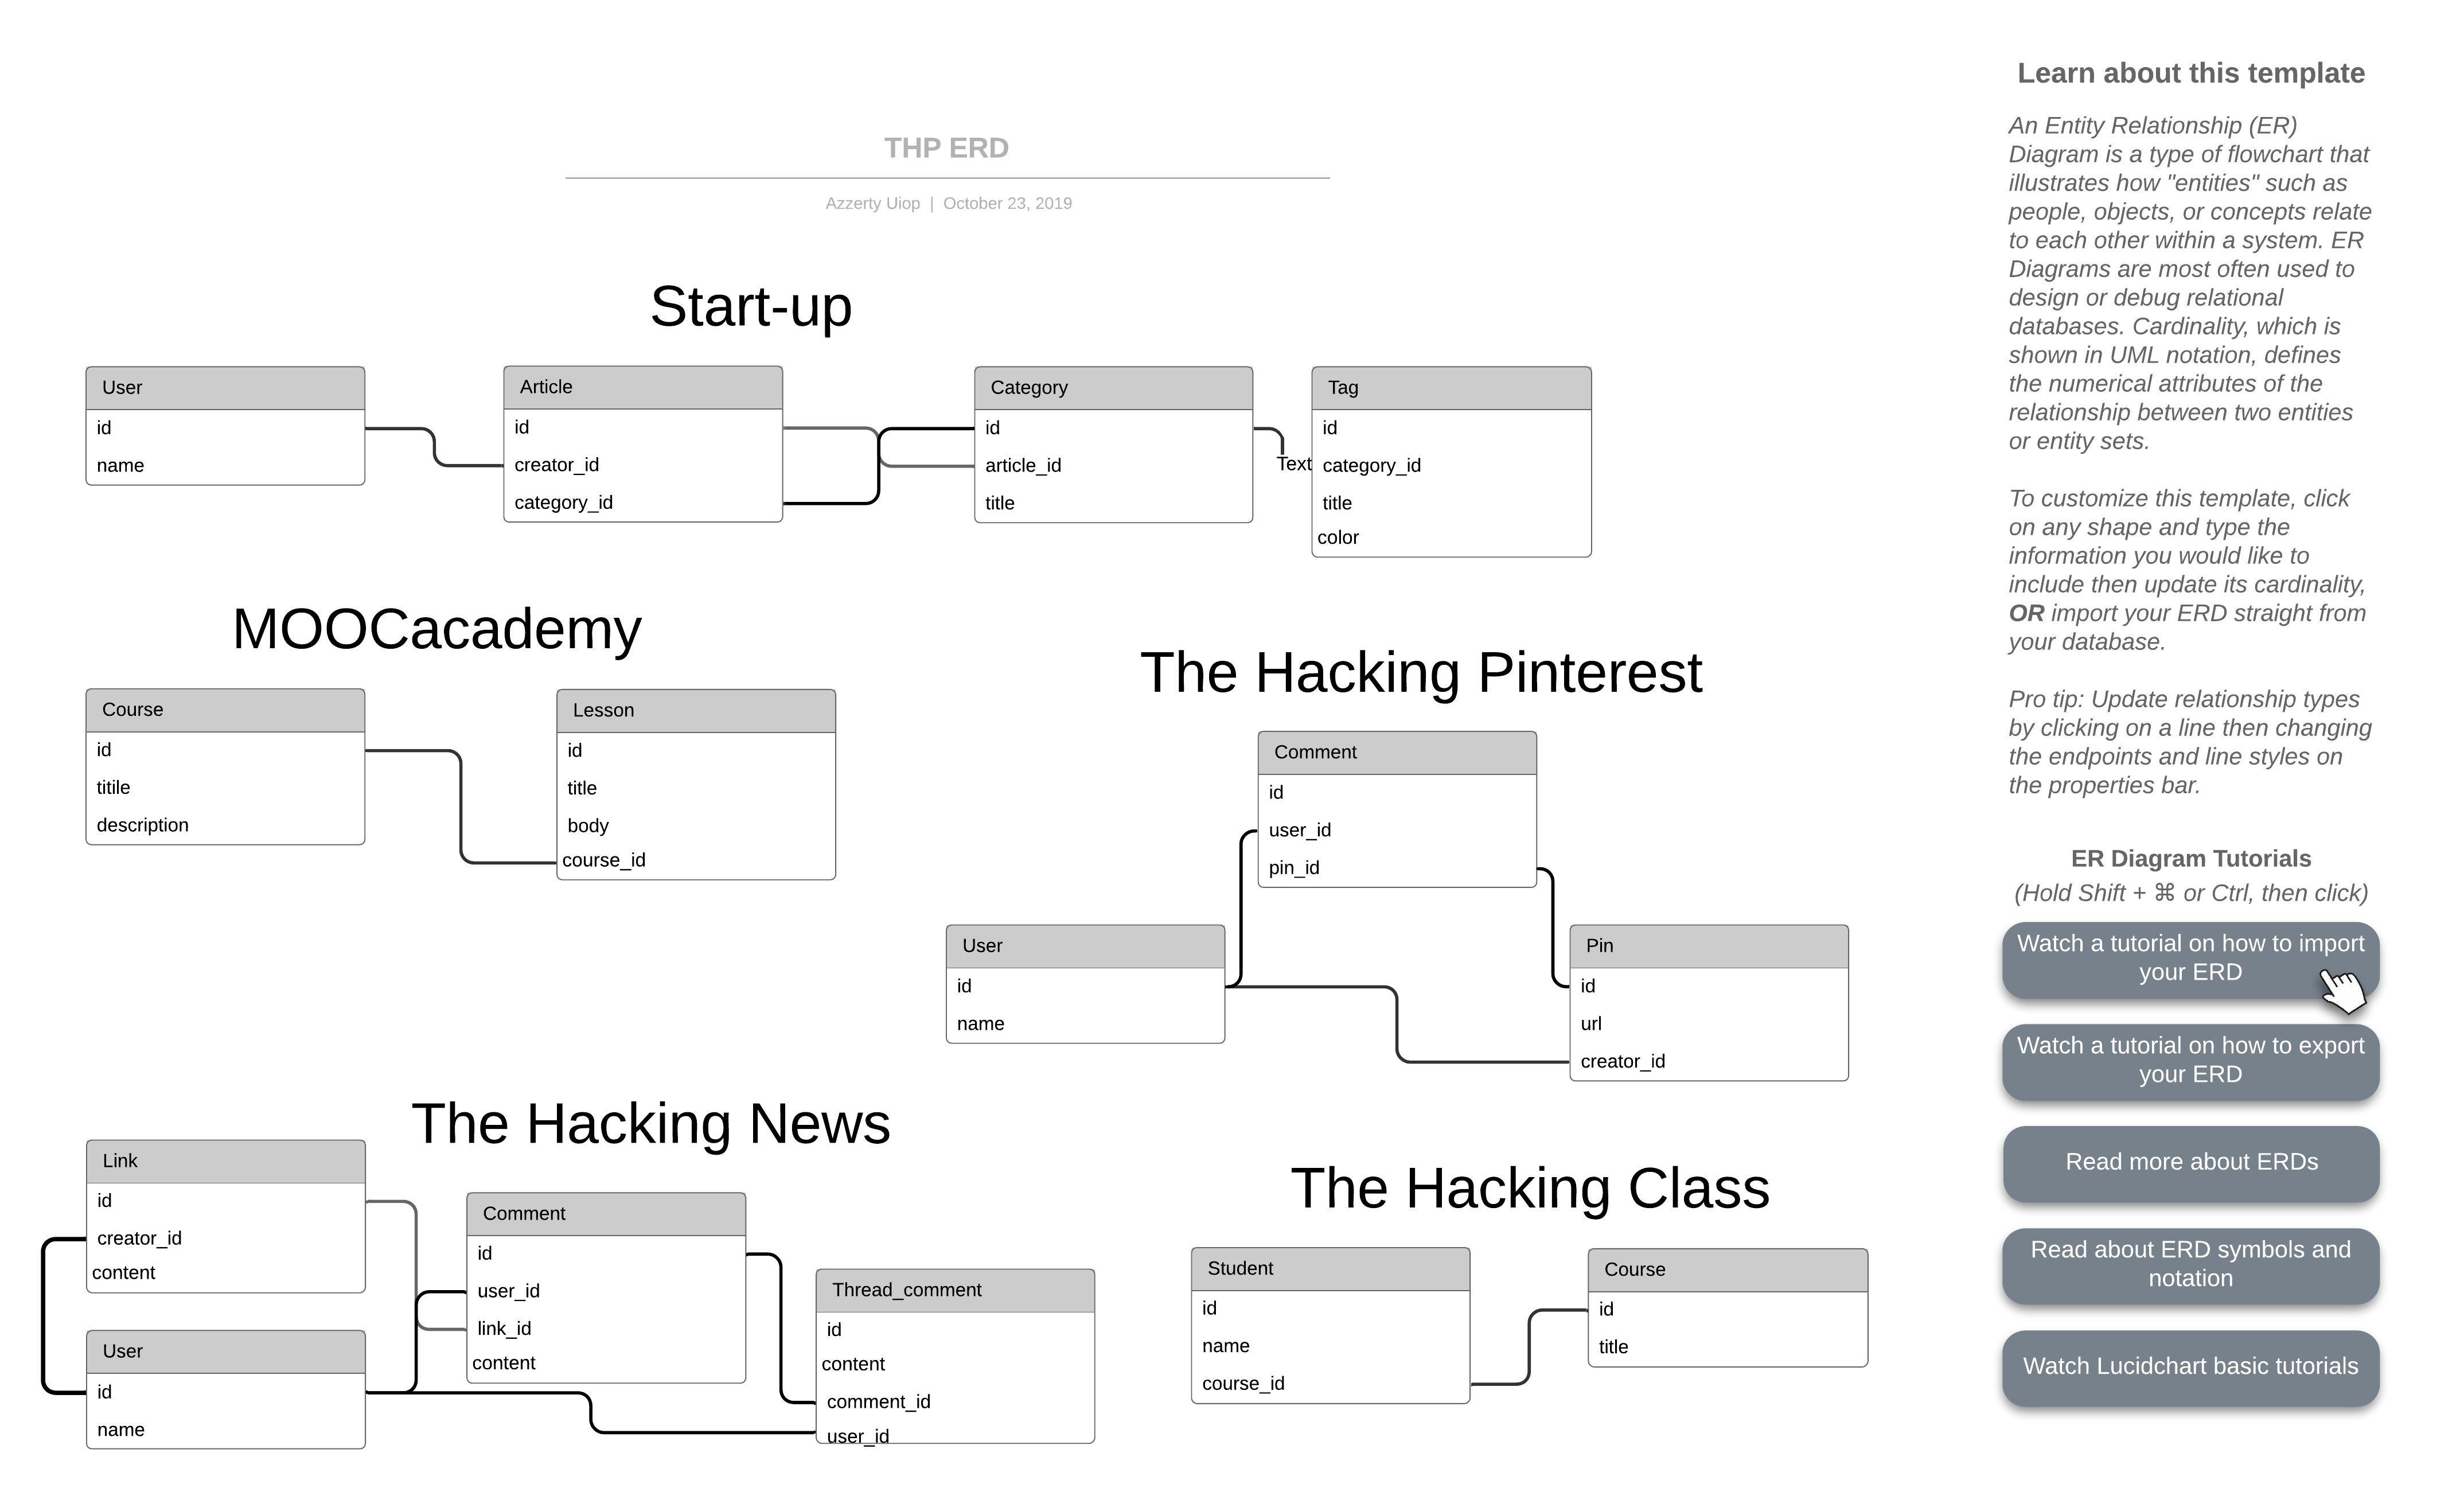 THP ERD
Azzerty Uiop | October 23, 2019
Start-up
User
id
name
Article
id
creator_id
category_id
Category
id
article_id
title
Text
Tag
id
category_id
title
color
MOOCacademy
Course
id
titile
description
Lesson
id
title
body
course_id
The Hacking Pinterest
Comment
id
user_id
pin_id
User
id
name
Pin
id
url
creator_id
The Hacking News
Link
id
creator_id
content
User
id
name
Comment
id
user_id
link_id
content
Thread_comment
id
content
comment_id
user_id
The Hacking Class
Student
id
name
course_id
Course
id
title
Learn about this template
An Entity Relationship (ER)
Diagram is a type of flowchart that
illustrates how "entities" such as
people, objects, or concepts relate
to each other within a system. ER
Diagrams are most often used to
design or debug relational
databases. Cardinality, which is
shown in UML notation, defines
the numerical attributes of the
relationship between two entities
or entity sets.
To customize this template, click
on any shape and type the
information you would like to
include then update its cardinality,
OR import your ERD straight from
your database.
Pro tip: Update relationship types
by clicking on a line then changing
the endpoints and line styles on
the properties bar.
ER Diagram Tutorials
(Hold Shift + ⌘ or Ctrl, then click)
Watch a tutorial on how to import
your ERD
Watch a tutorial on how to export
your ERD
Read more about ERDs
Read about ERD symbols and
notation
Watch Lucidchart basic tutorials